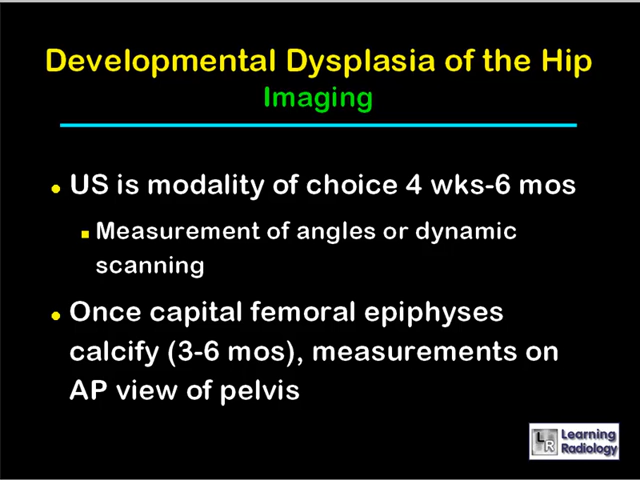 Developmental Dysplasia of the Hip
Imaging
US is modality of choice 4 wks-6 mos
Measurement of angles or dynamic
scanning
Once capital femoral epiphyses
calcify (3-6 mos), measurements on
AP view of pelvis
LR Learning
Radiology